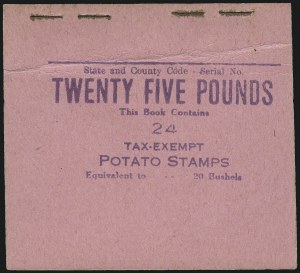 State and County Code - Serial No.
TWENTY FIVE POUNDS
This Book Contains
24
TAX-EXEMPT
POTATO STAMPS
Equivalent to - - 20 Bushels